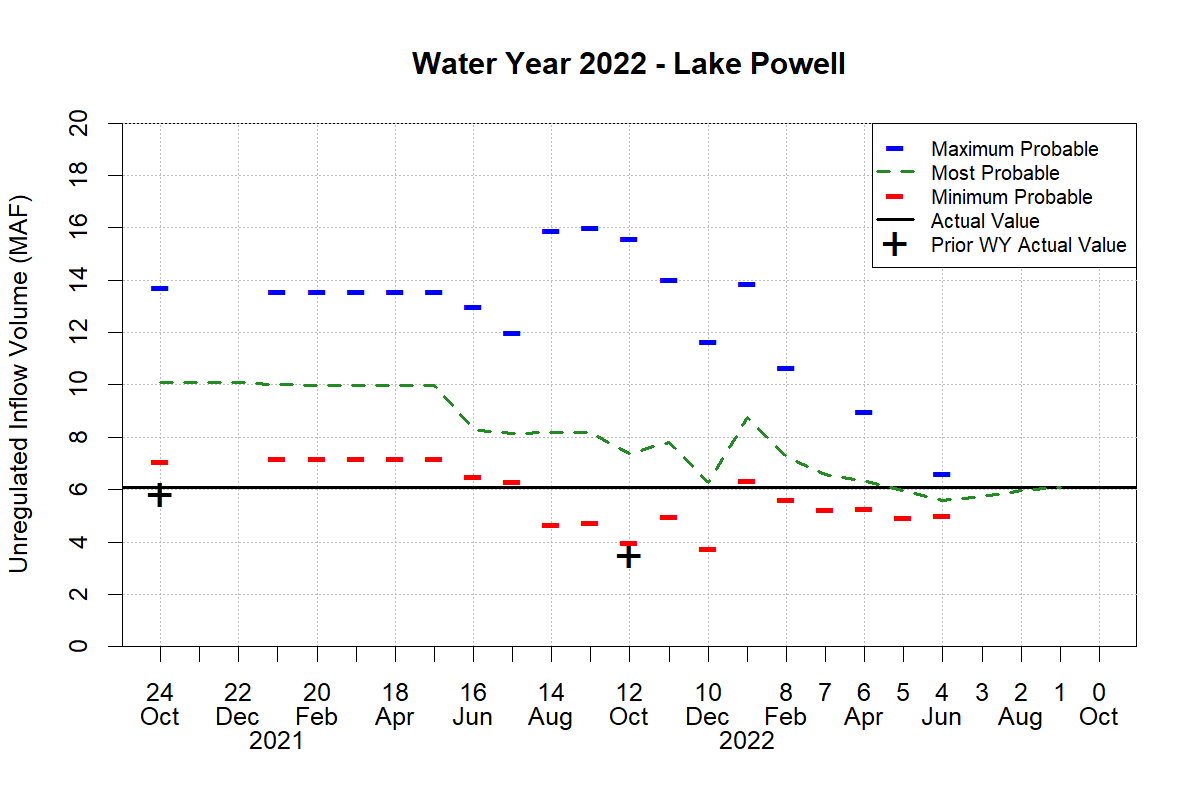 Water Year 2022 - Lake Powell
Unregulated Inflow Volume (MAF)
20
18
16
14
12
10
8
6
4
2
0
Maximum Probable
Most Probable
Minimum Probable
Actual Value
Prior WY Actual Value
24 22 20 18 16 14 12 10 8 7 6 5 4 3 2 1 0
Oct Dec Feb Apr Jun Aug Oct Dec Feb Apr Jun Aug Oct
2021 2022